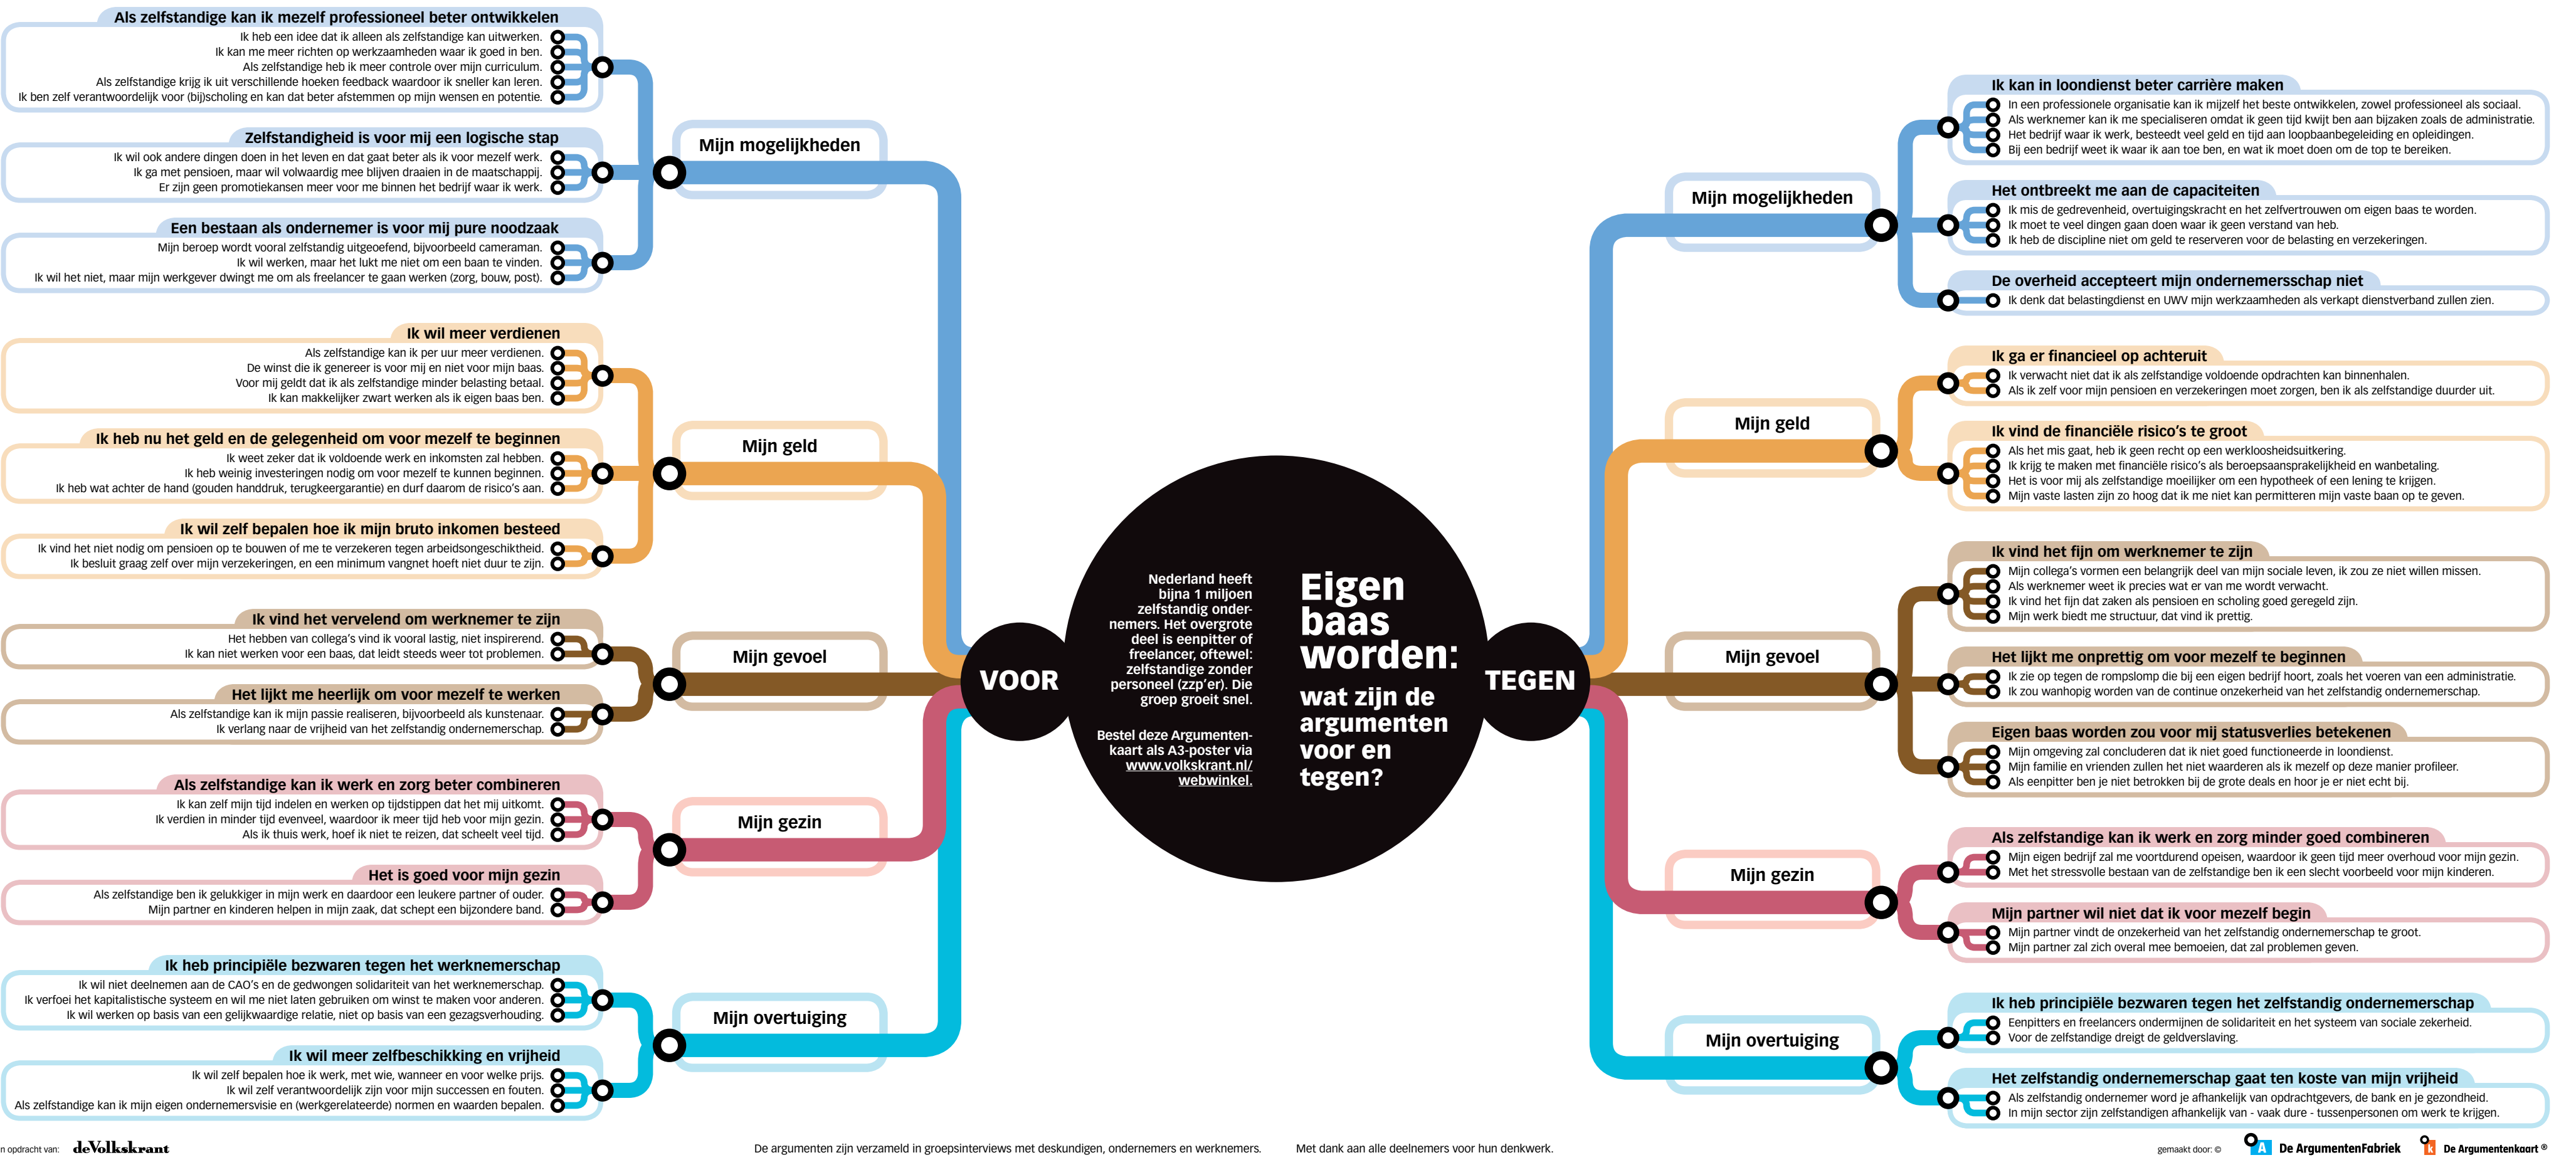 Als zelfstandige kan ik mezelf professioneel beter ontwikkelen
Ik heb een idee dat ik alleen als zelfstandige kan uitwerken.
Ik kan me meer richten op werkzaamheden waar ik goed in ben.
Als zelfstandige heb ik meer controle over mijn curriculum.
Als zelfstandige krijg ik uit verschillende hoeken feedback waardoor ik sneller kan leren.
Ik ben zelf verantwoordelijk voor (bij)scholing en kan dat beter afstemmen op mijn wensen en potentie.
Zelfstandigheid is voor mij een logische stap
Ik wil ook andere dingen doen in het leven en dat gaat beter als ik voor mezelf werk.
Ik ga met pensioen, maar wil volwaardig mee blijven draaien in de maatschappij.
Er zijn geen promotiekansen meer voor me binnen het bedrijf waar ik werk.
Een bestaan als ondernemer is voor mij pure noodzaak
Mijn beroep wordt vooral zelfstandig uitgeoefend, bijvoorbeeld cameraman.
Ik wil werken, maar het lukt me niet om een baan te vinden.
Ik wil het niet, maar mijn werkgever dwingt me om als freelancer te gaan werken (zorg, bouw, post).
Mijn mogelijkheden
Ik wil meer verdienen
Als zelfstandige kan ik per uur meer verdienen.
De winst die ik genereer is voor mij en niet voor mijn baas.
Voor mij geldt dat ik als zelfstandige minder belasting betaal.
Ik kan makkelijker zwart werken als ik eigen baas ben.
Ik heb nu het geld en de gelegenheid om voor mezelf te beginnen
Ik weet zeker dat ik voldoende werk en inkomsten zal hebben.
Ik heb weinig investeringen nodig om voor mezelf te kunnen beginnen.
Ik heb wat achter de hand (gouden handdruk, terugkeergarantie) en durf daarom de risico's aan.
Ik wil zelf bepalen hoe ik mijn bruto inkomen besteed
Ik vind het niet nodig om pensioen op te bouwen of me te verzekeren tegen arbeidsongeschiktheid.
Ik besluit graag zelf over mijn verzekeringen, en een minimum vangnet hoeft niet duur te zijn.
Mijn geld
Ik vind het vervelend om werknemer te zijn
Het hebben van collega's vind ik vooral lastig, niet inspirerend.
Ik kan niet werken voor een baas, dat leidt steeds weer tot problemen.
Het lijkt me heerlijk om voor mezelf te werken
Als zelfstandige kan ik mijn passie realiseren, bijvoorbeeld als kunstenaar.
Ik verlang naar de vrijheid van het zelfstandig ondernemerschap.
Mijn gevoel
Als zelfstandige kan ik werk en zorg beter combineren
Ik kan zelf mijn tijd indelen en werken op tijdstippen dat het mij uitkomt.
Ik verdien in minder tijd evenveel, waardoor ik meer tijd heb voor mijn gezin.
Als ik thuis werk, hoef ik niet te reizen, dat scheelt veel tijd.
Het is goed voor mijn gezin
Als zelfstandige ben ik gelukkiger in mijn werk en daardoor een leukere partner of ouder.
Mijn partner en kinderen helpen in mijn zaak, dat schept een bijzondere band.
Mijn gezin
Ik heb principiële bezwaren tegen het werknemerschap
Ik wil niet deelnemen aan de CAO's en de gedwongen solidariteit van het werknemerschap.
Ik verfoei het kapitalistische systeem en wil me niet laten gebruiken om winst te maken voor anderen.
Ik wil werken op basis van een gelijkwaardige relatie, niet op basis van een gezagsverhouding.
Ik wil meer zelfbeschikking en vrijheid
Ik wil zelf bepalen hoe ik werk, met wie, wanneer en voor welke prijs.
Ik wil zelf verantwoordelijk zijn voor mijn successen en fouten.
Als zelfstandige kan ik mijn eigen ondernemersvisie en (werkgerelateerde) normen en waarden bepalen.
Mijn overtuiging
VOOR
Nederland heeft
bijna 1 miljoen
zelfstandig onder-
nemers. Het overgrote
deel is eenpitter of
freelancer, oftewel:
zelfstandige zonder
personeel (zzp'er). Die
groep groeit snel.
Bestel deze Argumenten-
kaart als A3-poster via
www.volkskrant.nl/
webwinkel.
Eigen
baas
worden:
wat zijn de
argumenten
voor en
tegen?
TEGEN
Mijn mogelijkheden
Ik kan in loondienst beter carrière maken
In een professionele organisatie kan ik mijzelf het beste ontwikkelen, zowel professioneel als sociaal.
Als werknemer kan ik me specialiseren omdat ik geen tijd kwijt ben aan bijzaken zoals de administratie.
Het bedrijf waar ik werk, besteedt veel geld en tijd aan loopbaanbegeleiding en opleidingen.
Bij een bedrijf weet ik waar ik aan toe ben, en wat ik moet doen om de top te bereiken.
Het ontbreekt me aan de capaciteiten
Ik mis de gedrevenheid, overtuigingskracht en het zelfvertrouwen om eigen baas te worden.
Ik moet te veel dingen gaan doen waar ik geen verstand van heb.
Ik heb de discipline niet om geld te reserveren voor de belasting en verzekeringen.
De overheid accepteert mijn ondernemersschap niet
Ik denk dat belastingdienst en UWV mijn werkzaamheden als verkapt dienstverband zullen zien.
Mijn geld
Ik ga er financieel op achteruit
Ik verwacht niet dat ik als zelfstandige voldoende opdrachten kan binnenhalen.
Als ik zelf voor mijn pensioen en verzekeringen moet zorgen, ben ik als zelfstandige duurder uit.
Ik vind de financiële risico's te groot
Als het mis gaat, heb ik geen recht op een werkloosheidsuitkering.
Ik krijg te maken met financiële risico's als beroepsaansprakelijkheid en wanbetaling.
Het is voor mij als zelfstandige moeilijker om een hypotheek of een lening te krijgen.
Mijn vaste lasten zijn zo hoog dat ik me niet kan permitteren mijn vaste baan op te geven.
Mijn gevoel
Ik vind het fijn om werknemer te zijn
Mijn collega's vormen een belangrijk deel van mijn sociale leven, ik zou ze niet willen missen.
Als werknemer weet ik precies wat er van me wordt verwacht.
Ik vind het fijn dat zaken als pensioen en scholing goed geregeld zijn.
Mijn werk biedt me structuur, dat vind ik prettig.
Het lijkt me onprettig om voor mezelf te beginnen
Ik zie op tegen de rompslomp die bij een eigen bedrijf hoort, zoals het voeren van een administratie.
Ik zou wanhopig worden van de continue onzekerheid van het zelfstandig ondernemerschap.
Eigen baas worden zou voor mij statusverlies betekenen
Mijn omgeving zal concluderen dat ik niet goed functioneerde in loondienst.
Mijn familie en vrienden zullen het niet waarderen als ik mezelf op deze manier profileer.
Als eenpitter ben je niet betrokken bij de grote deals en hoor je er niet echt bij.
Mijn gezin
Als zelfstandige kan ik werk en zorg minder goed combineren
Mijn eigen bedrijf zal me voortdurend opeisen, waardoor ik geen tijd meer overhoud voor mijn gezin.
Met het stressvolle bestaan van de zelfstandige ben ik een slecht voorbeeld voor mijn kinderen.
Mijn partner wil niet dat ik voor mezelf begin
Mijn partner vindt de onzekerheid van het zelfstandig ondernemerschap te groot.
Mijn partner zal zich overal mee bemoeien, dat zal problemen geven.
Mijn overtuiging
Ik heb principiële bezwaren tegen het zelfstandig ondernemerschap
Eenpitters en freelancers ondermijnen de solidariteit en het systeem van sociale zekerheid.
Voor de zelfstandige dreigt de geldverslaving.
Het zelfstandig ondernemerschap gaat ten koste van mijn vrijheid
Als zelfstandig ondernemer word je afhankelijk van opdrachtgevers, de bank en je gezondheid.
In mijn sector zijn zelfstandigen afhankelijk van - vaak dure - tussenpersonen om werk te krijgen.
n opdracht van: de Volkskrant
De argumenten zijn verzameld in groepsinterviews met deskundigen, ondernemers en werknemers. Met dank aan alle deelnemers voor hun denkwerk.
gemaakt door: © A De ArgumentenFabriek k De Argumentenkaart ®